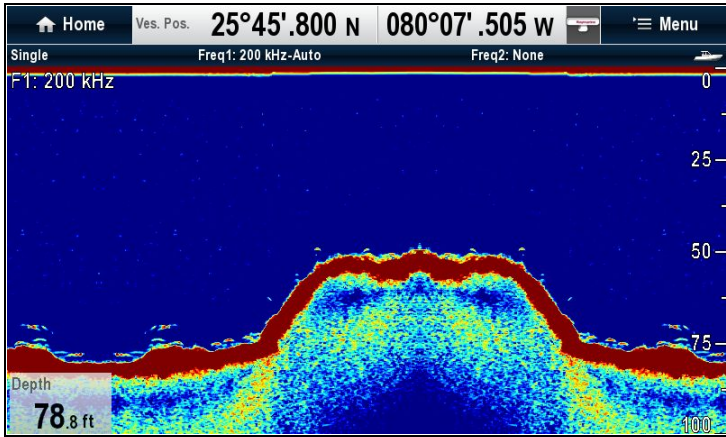 Home
Ves. Pos.
25°45'.800 N
080°07'.505 W
Menu
Single
Freq1: 200 kHz-Auto
Freq2: None
F1: 200 kHz
0
25
50
75
100
Depth
78.8 ft